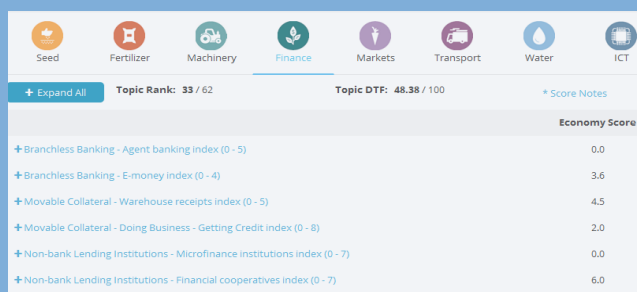 Seed Fertilizer Machinery Finance Markets Transport Water ICT
+ Expand All Topic Rank: 33 / 62 Topic DTF: 48.38 / 100 * Score Notes
Economy Score
+ Branchless Banking - Agent banking index (0 - 5) 0.0
+ Branchless Banking - E-money index (0 - 4) 3.6
+ Movable Collateral - Warehouse receipts index (0 - 5) 4.5
+ Movable Collateral - Doing Business - Getting Credit index (0 - 8) 2.0
+ Non-bank Lending Institutions - Microfinance institutions index (0 - 7) 0.0
+ Non-bank Lending Institutions - Financial cooperatives index (0 - 7) 6.0